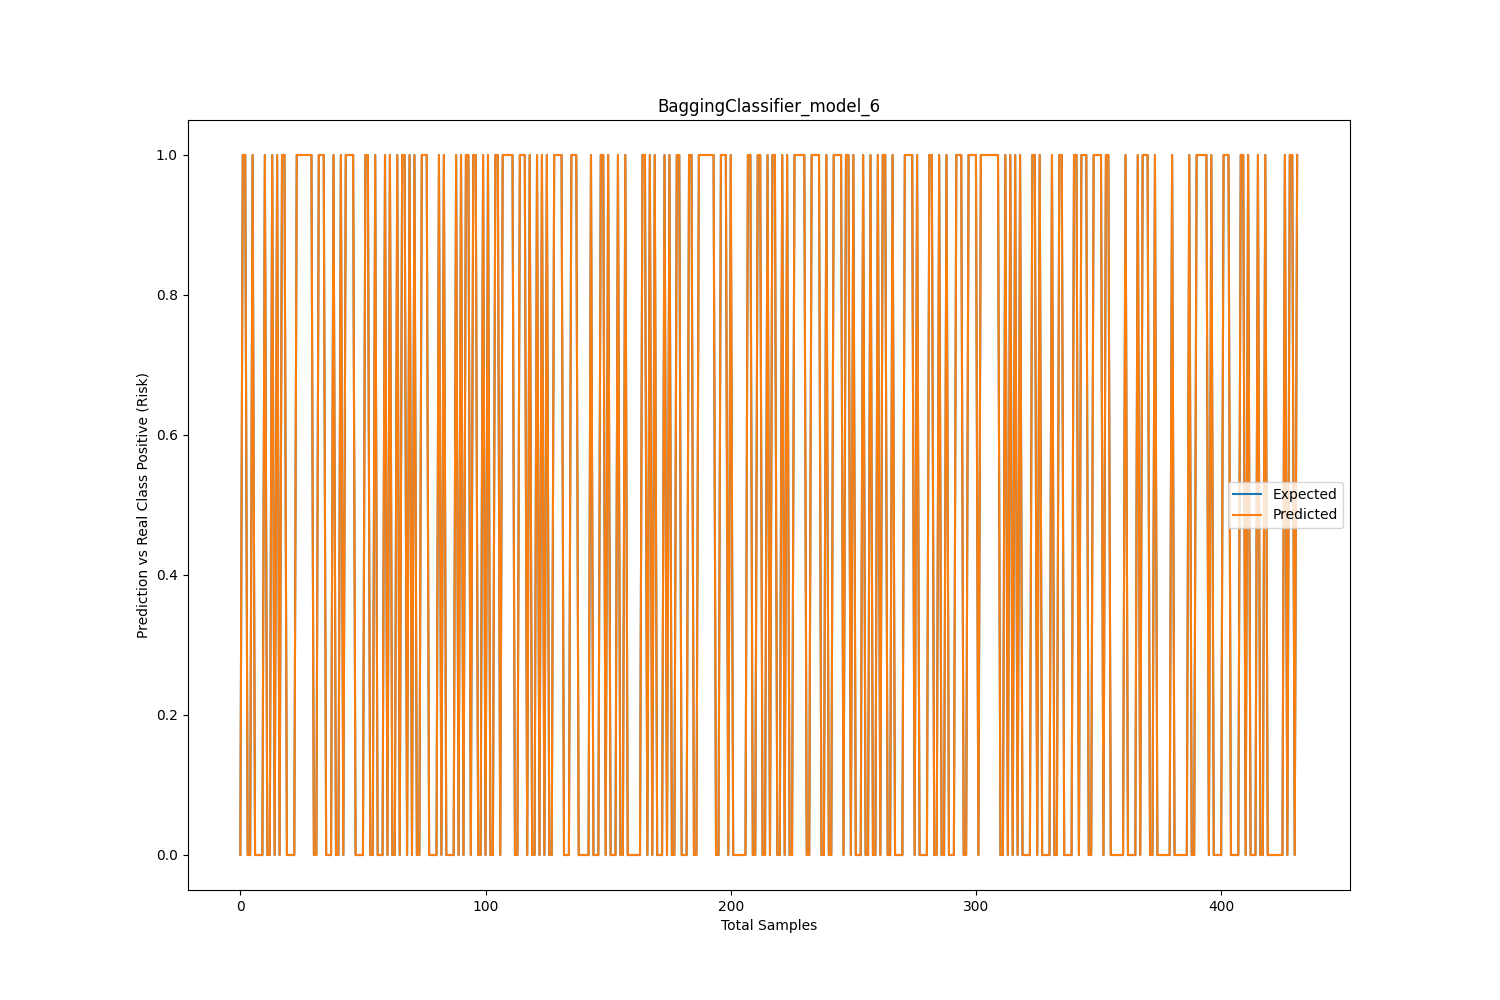 BaggingClassifier_model_6
1.0
0.8
0.6
0.4
0.2
0.0
Prediction vs Real Class Positive (Risk)
Expected
Predicted
0
100
200
300
400
Total Samples